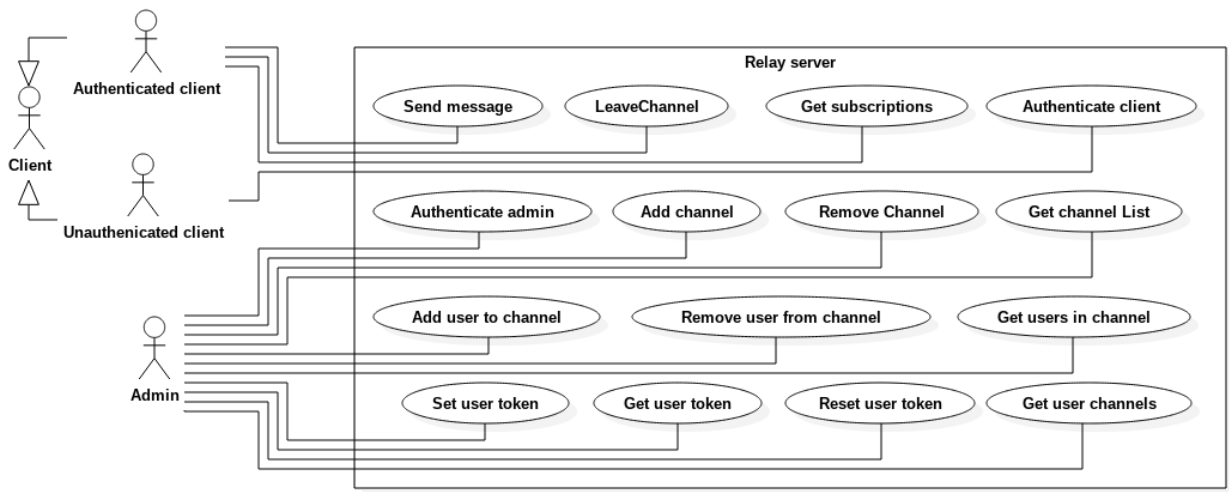 Relay server
Authenticated client
Send message
LeaveChannel
Get subscriptions
Authenticate client
Client
Unauthenicated client
Authenticate admin
Add channel
Remove Channel
Get channel List
Add user to channel
Remove user from channel
Get users in channel
Admin
Set user token
Get user token
Reset user token
Get user channels